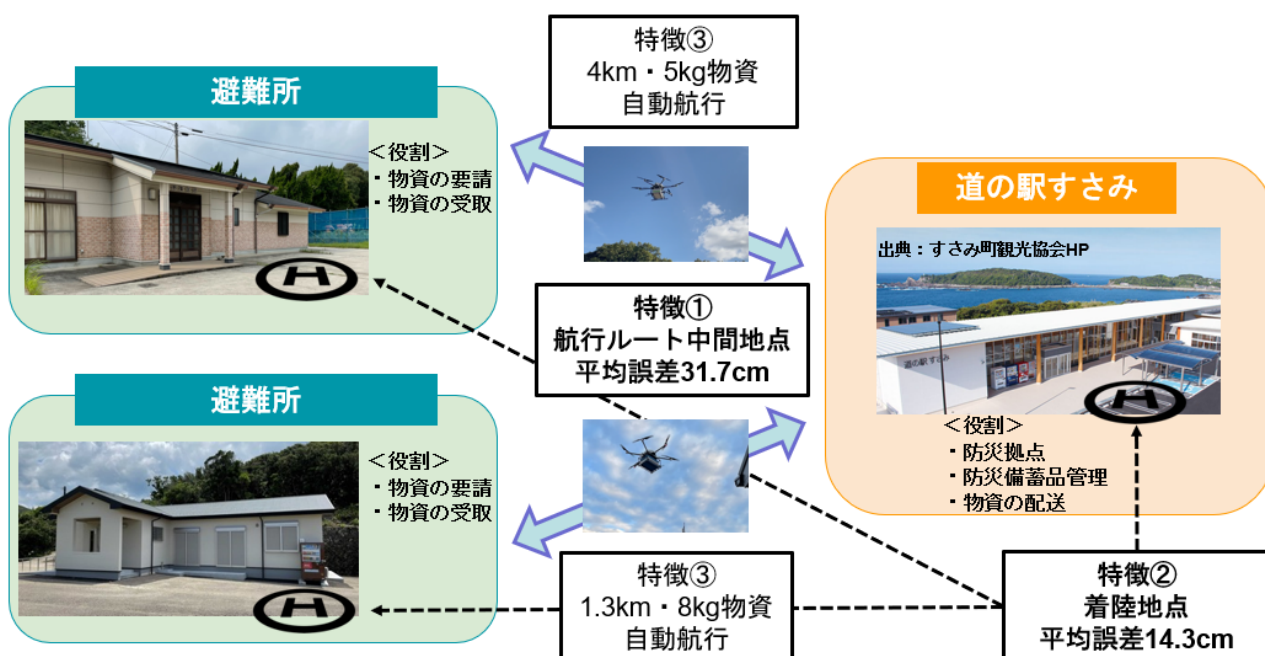 特徴③
4km・5kg物資
自動航行
避難所
＜役割＞
・物資の要請
・物資の受取
H
道の駅すさみ
出典：すさみ町観光協会HP
道の駅 すさみ
H
＜役割＞
・防災拠点
・防災備蓄品管理
・物資の配送
特徴①
航行ルート中間地点
平均誤差31.7cm
避難所
＜役割＞
・物資の要請
・物資の受取
H
特徴③
1.3km・8kg物資
自動航行
特徴②
着陸地点
平均誤差14.3cm